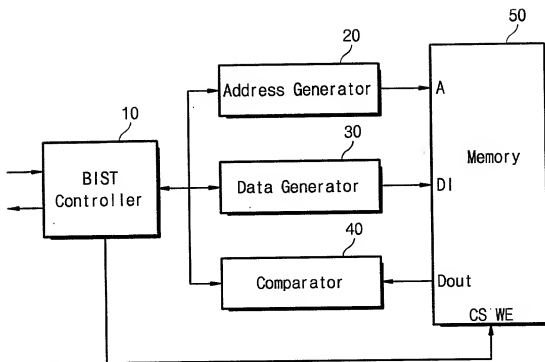 50
20
Address Generator
A
10
30
Memory
BIST
Controller
Data Generator
DI
40
Comparator
Dout
CS WE